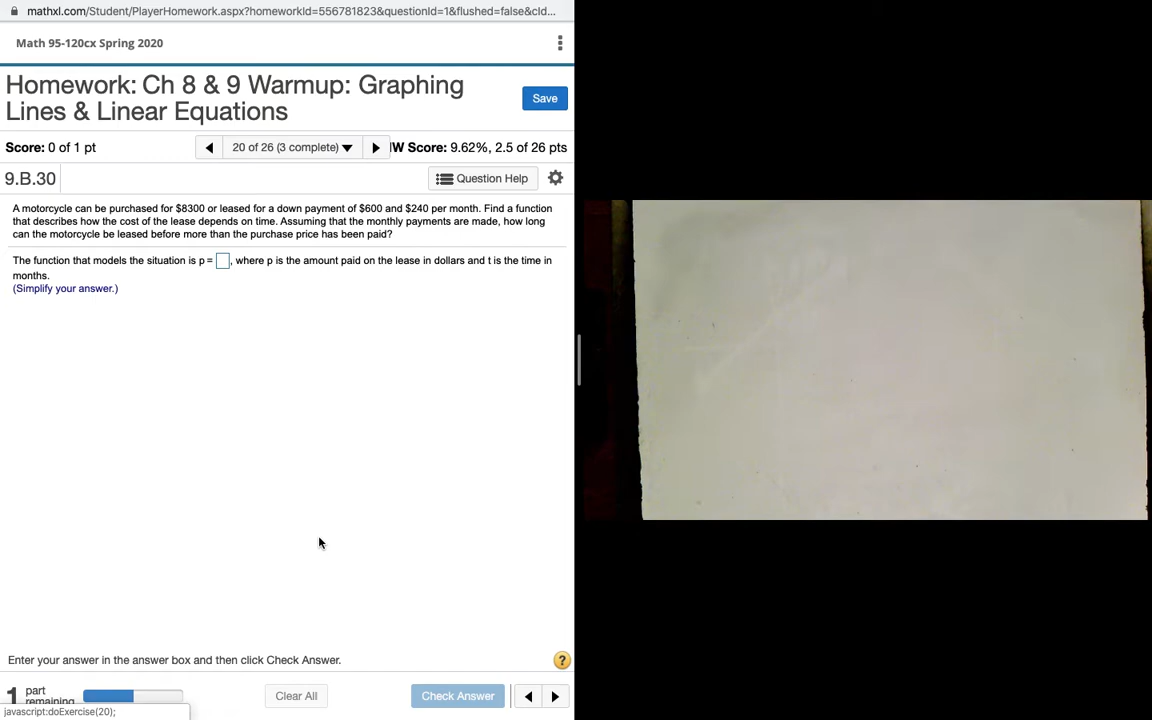 mathxl.com/Student/PlayerHomework.aspx?homeworkId=556781823&questionId=1&flushed=false&cId...
Math 95-120cx Spring 2020
Homework: Ch 8 & 9 Warmup: Graphing
Lines & Linear Equations
Save
Score: 0 of 1 pt
20 of 26 (3 complete)
W Score: 9.62%, 2.5 of 26 pts
9.B.30
Question Help
A motorcycle can be purchased for $8300 or leased for a down payment of $600 and $240 per month. Find a function
that describes how the cost of the lease depends on time. Assuming that the monthly payments are made, how long
can the motorcycle be leased before more than the purchase price has been paid?
The function that models the situation is p = , where p is the amount paid on the lease in dollars and t is the time in
months.
(Simplify your answer.)
Enter your answer in the answer box and then click Check Answer.
?
1 part
remaining
Clear All
Check Answer
javascript:doExercise(20);